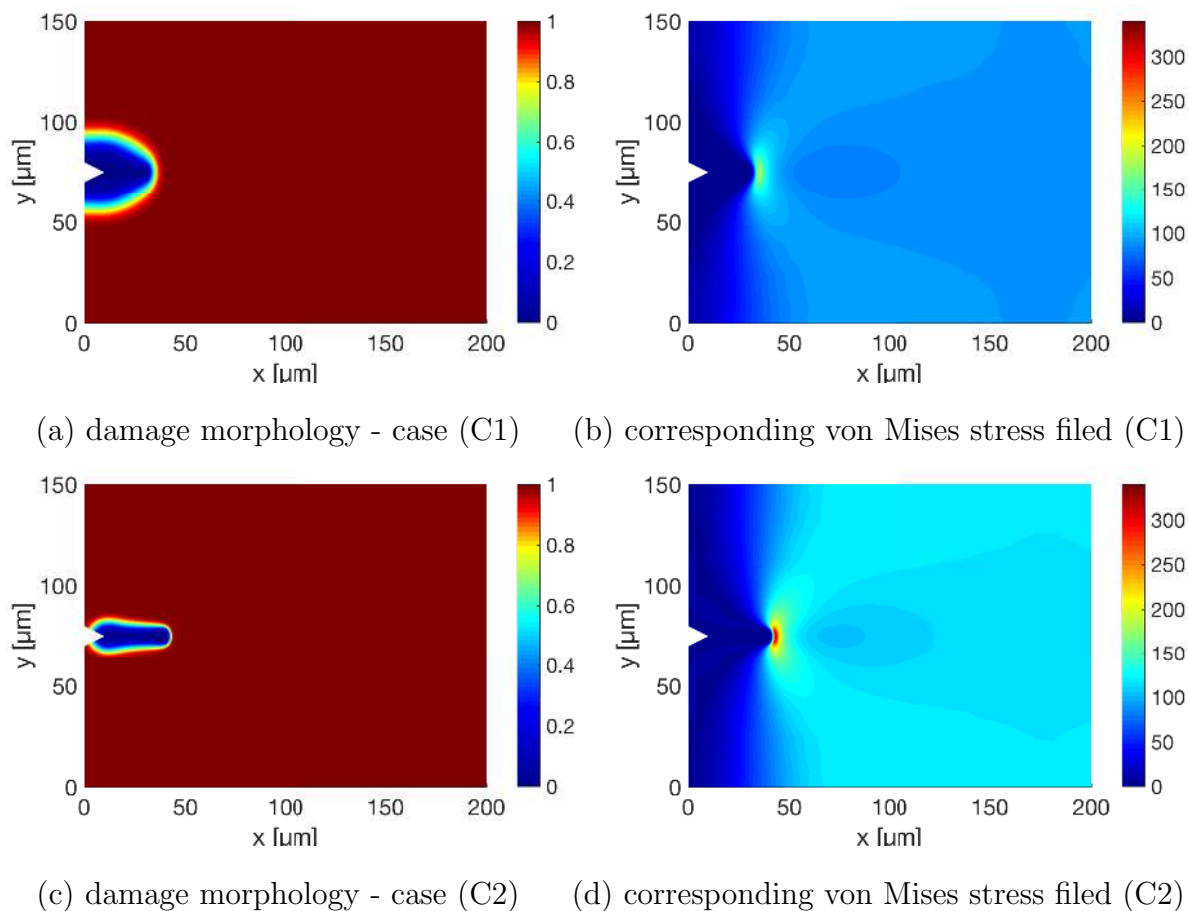 150
100
50
0
0 50 100 150 200
y [µm]
x [µm]
1
0.8
0.6
0.4
0.2
0
150
100
50
0
0 50 100 150 200
y [µm]
x [µm]
300
250
200
150
100
50
0
(a) damage morphology - case (C1)
(b) corresponding von Mises stress filed (C1)
150
100
50
0
0 50 100 150 200
y [µm]
x [µm]
1
0.8
0.6
0.4
0.2
0
150
100
50
0
0 50 100 150 200
y [µm]
x [µm]
300
250
200
150
100
50
0
(c) damage morphology - case (C2)
(d) corresponding von Mises stress filed (C2)